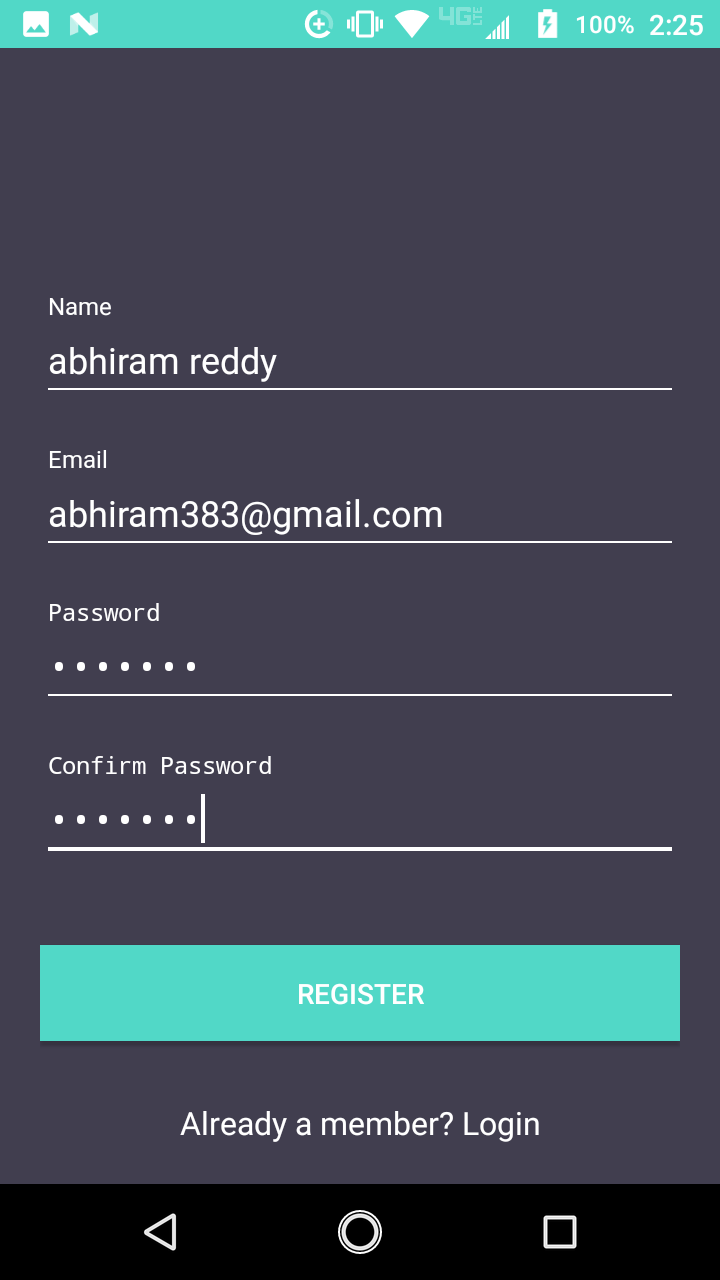 4G LTE 100% 2:25
Name
abhiram reddy
Email
abhiram383@gmail.com
Password
•••••••
Confirm Password
•••••••
REGISTER
Already a member? Login